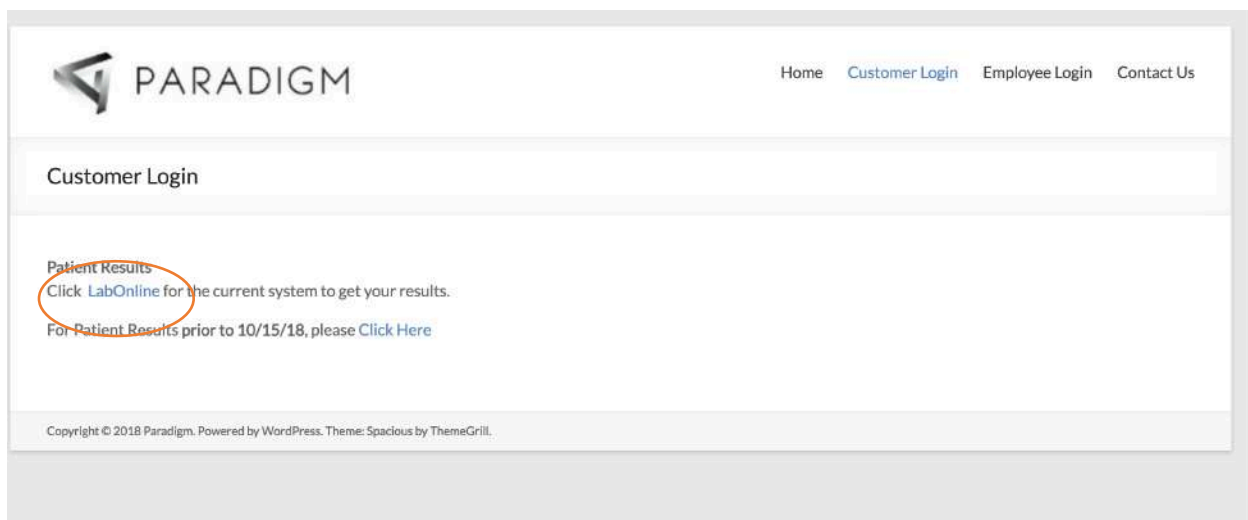 PARADIGM
Home Customer Login Employee Login Contact Us
Customer Login
Patient Results
Click LabOnline for the current system to get your results.
For Patient Results prior to 10/15/18, please Click Here
Copyright © 2018 Paradigm. Powered by WordPress. Theme: Spacious by ThemeGrill.